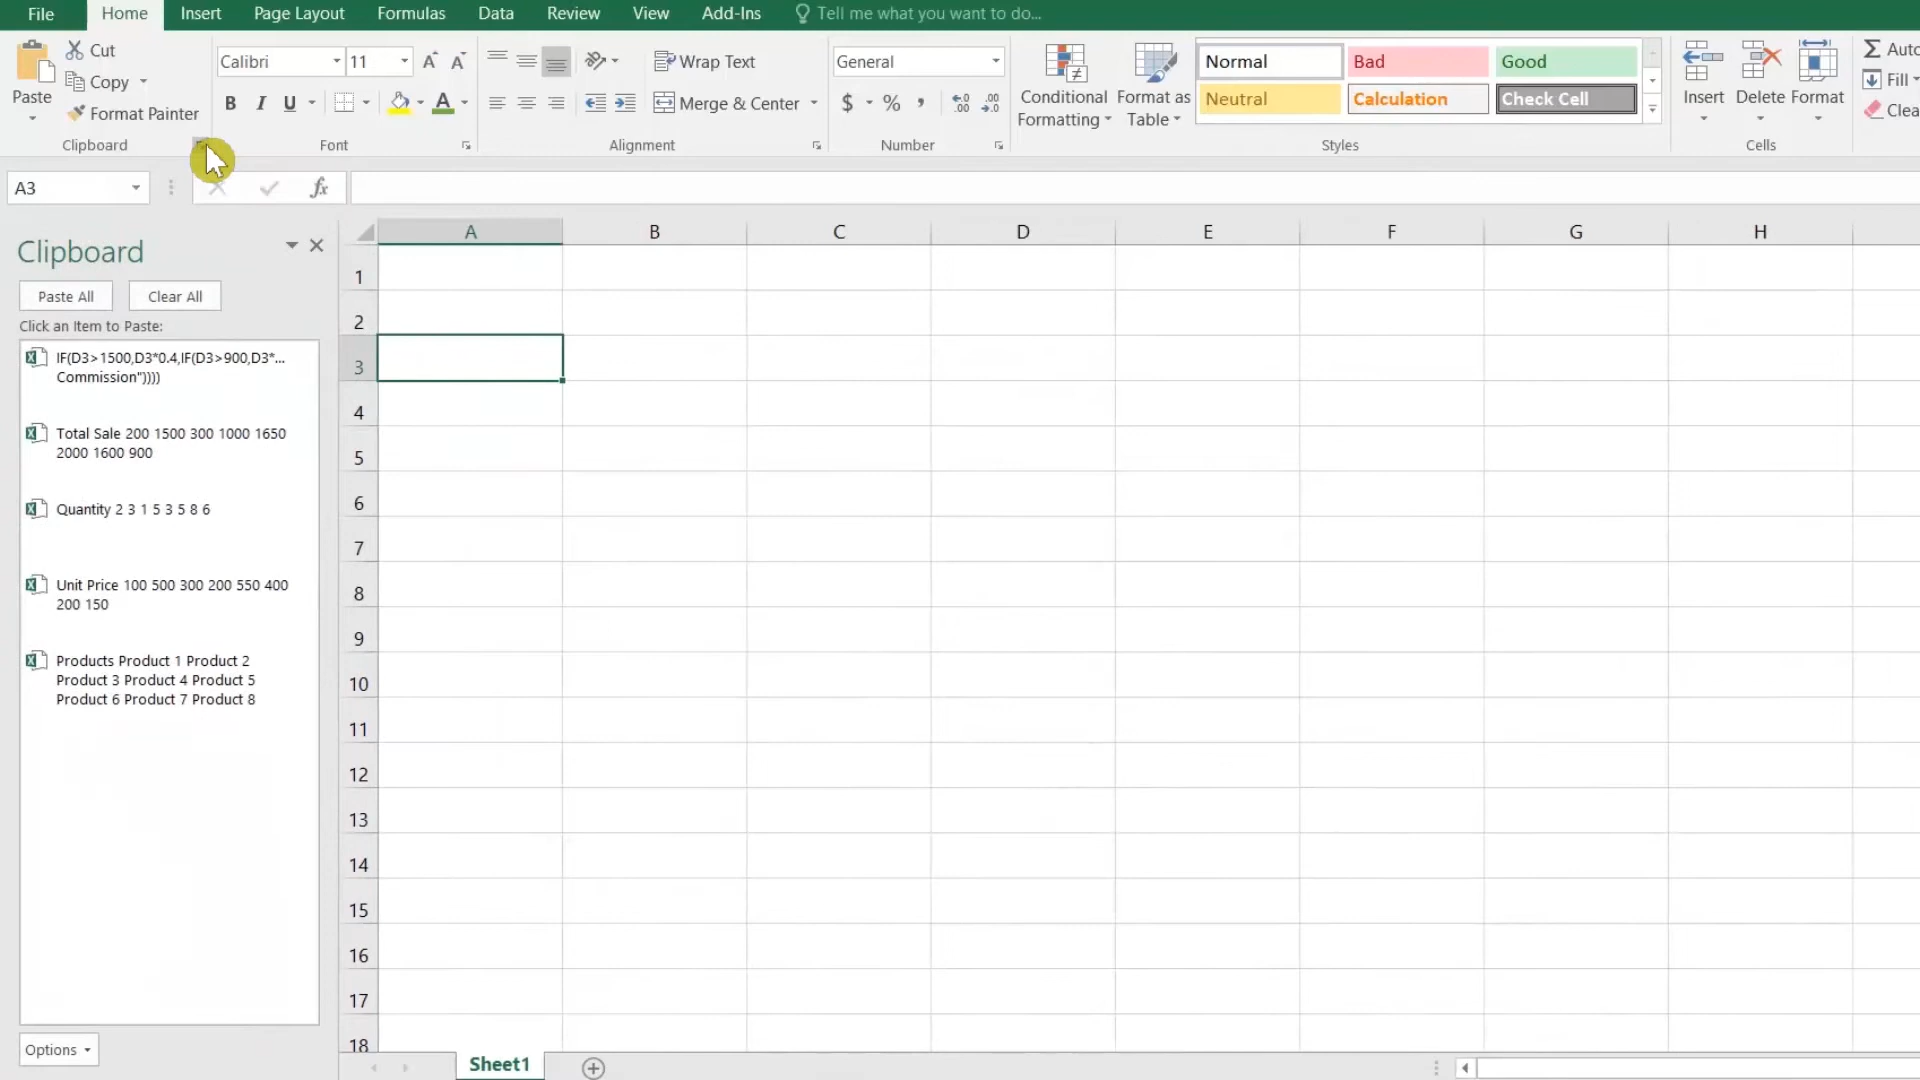 File Home Insert Page Layout Formulas Data Review View Add-Ins Tell me what you want to do...
Paste
Cut
Copy
Format Painter
Clipboard
Calibri 11
B I U
Font
Wrap Text
Merge & Center
Alignment
General
$ % ,
Number
Conditional
Formatting
Format as
Table
Normal Bad Good
Neutral Calculation Check Cell
Styles
Insert Delete Format
Cells
Σ Auto
Fill
Clea
A3
fx
Clipboard
Paste All Clear All
Click an Item to Paste:
IF(D3>1500,D3*0.4,IF(D3>900,D3*...
Commission"))))
Total Sale 200 1500 300 1000 1650
2000 1600 900
Quantity 2 3 1 5 3 5 8 6
Unit Price 100 500 300 200 550 400
200 150
Products Product 1 Product 2
Product 3 Product 4 Product 5
Product 6 Product 7 Product 8
Options
A B C D E F G H
1
2
3
4
5
6
7
8
9
10
11
12
13
14
15
16
17
18
Sheet1